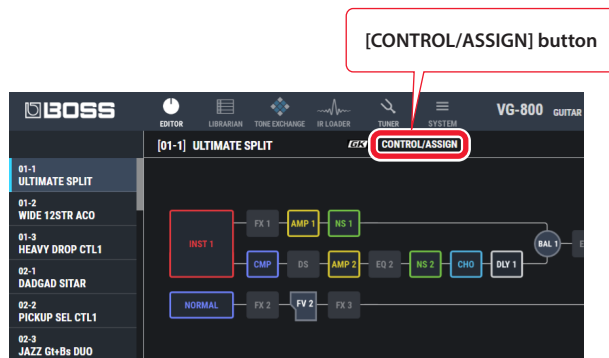 [CONTROL/ASSIGN] button
BOSS
EDITOR
LIBRARIAN
TONE EXCHANGE
IR LOADER
TUNER
SYSTEM
VG-800 GUITAR
[01-1] ULTIMATE SPLIT
GK
CONTROL/ASSIGN
01-1
ULTIMATE SPLIT
01-2
WIDE 12STR ACO
01-3
HEAVY DROP CTL1
02-1
DADGAD SITAR
02-2
PICKUP SEL CTL1
02-3
JAZZ Gt+Bs DUO
INST 1
FX 1
AMP 1
NS 1
CMP
DS
AMP 2
EQ 2
NS 2
CHO
DLY 1
BAL 1
E
NORMAL
FX 2
FV 2
FX 3